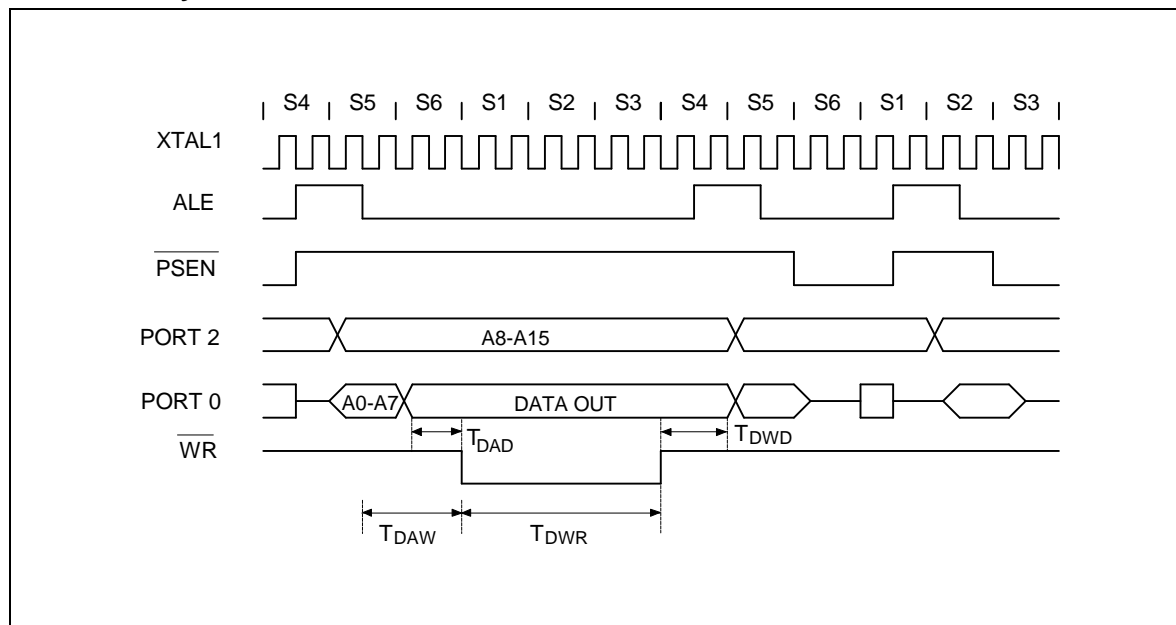 S4 | S5 | S6 | S1 | S2 | S3 | S4 | S5 | S6 | S1 | S2 | S3
XTAL1
ALE
PSEN
PORT 2
A8-A15
PORT 0
A0-A7
DATA OUT
WR
TDAD
TDWD
TDAW
TDWR